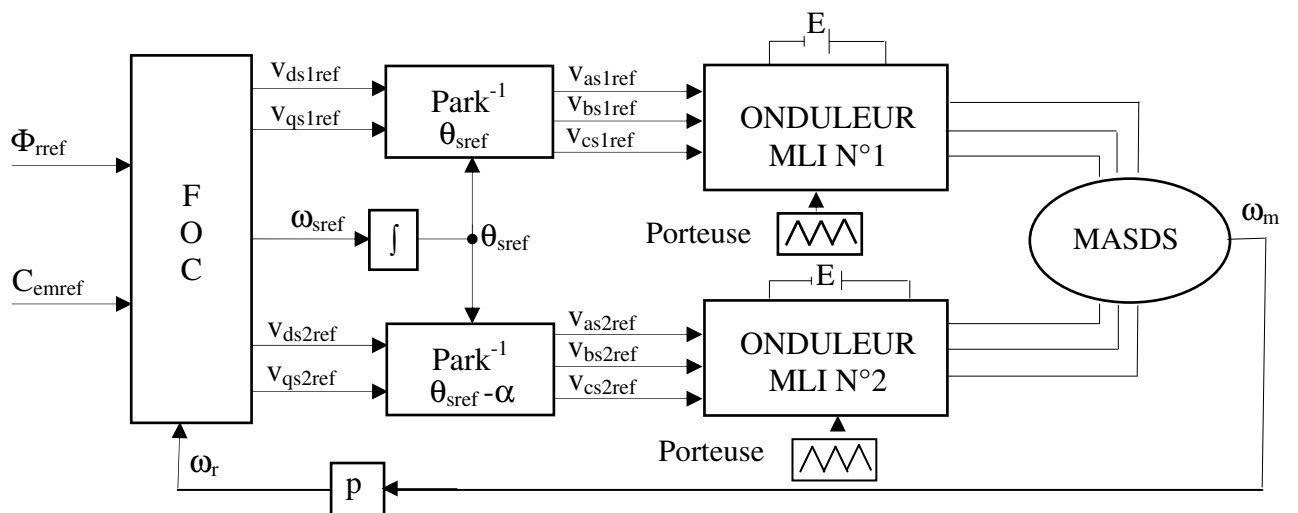 E
v_ds1ref
v_qs1ref
Park⁻¹
θ_sref
v_as1ref
v_bs1ref
v_cs1ref
ONDULEUR
MLI N°1
Φ_rref
F
O
C
ω_sref
∫
θ_sref
Porteuse
MASDS
ω_m
C_emref
E
v_ds2ref
v_qs2ref
Park⁻¹
θ_sref -α
v_as2ref
v_bs2ref
v_cs2ref
ONDULEUR
MLI N°2
Porteuse
ω_r
p